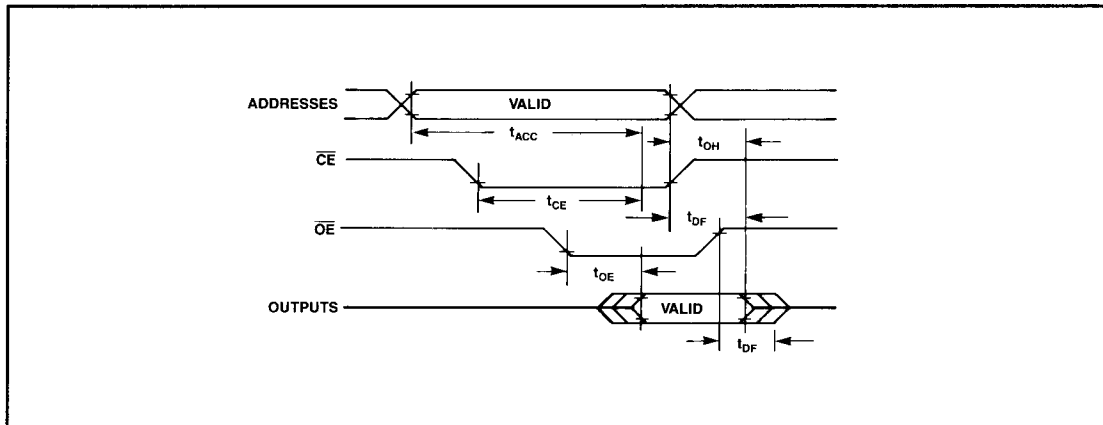 ADDRESSES VALID
tACC tOH
CE
tCE tDF
OE
tOE
OUTPUTS VALID
tDF